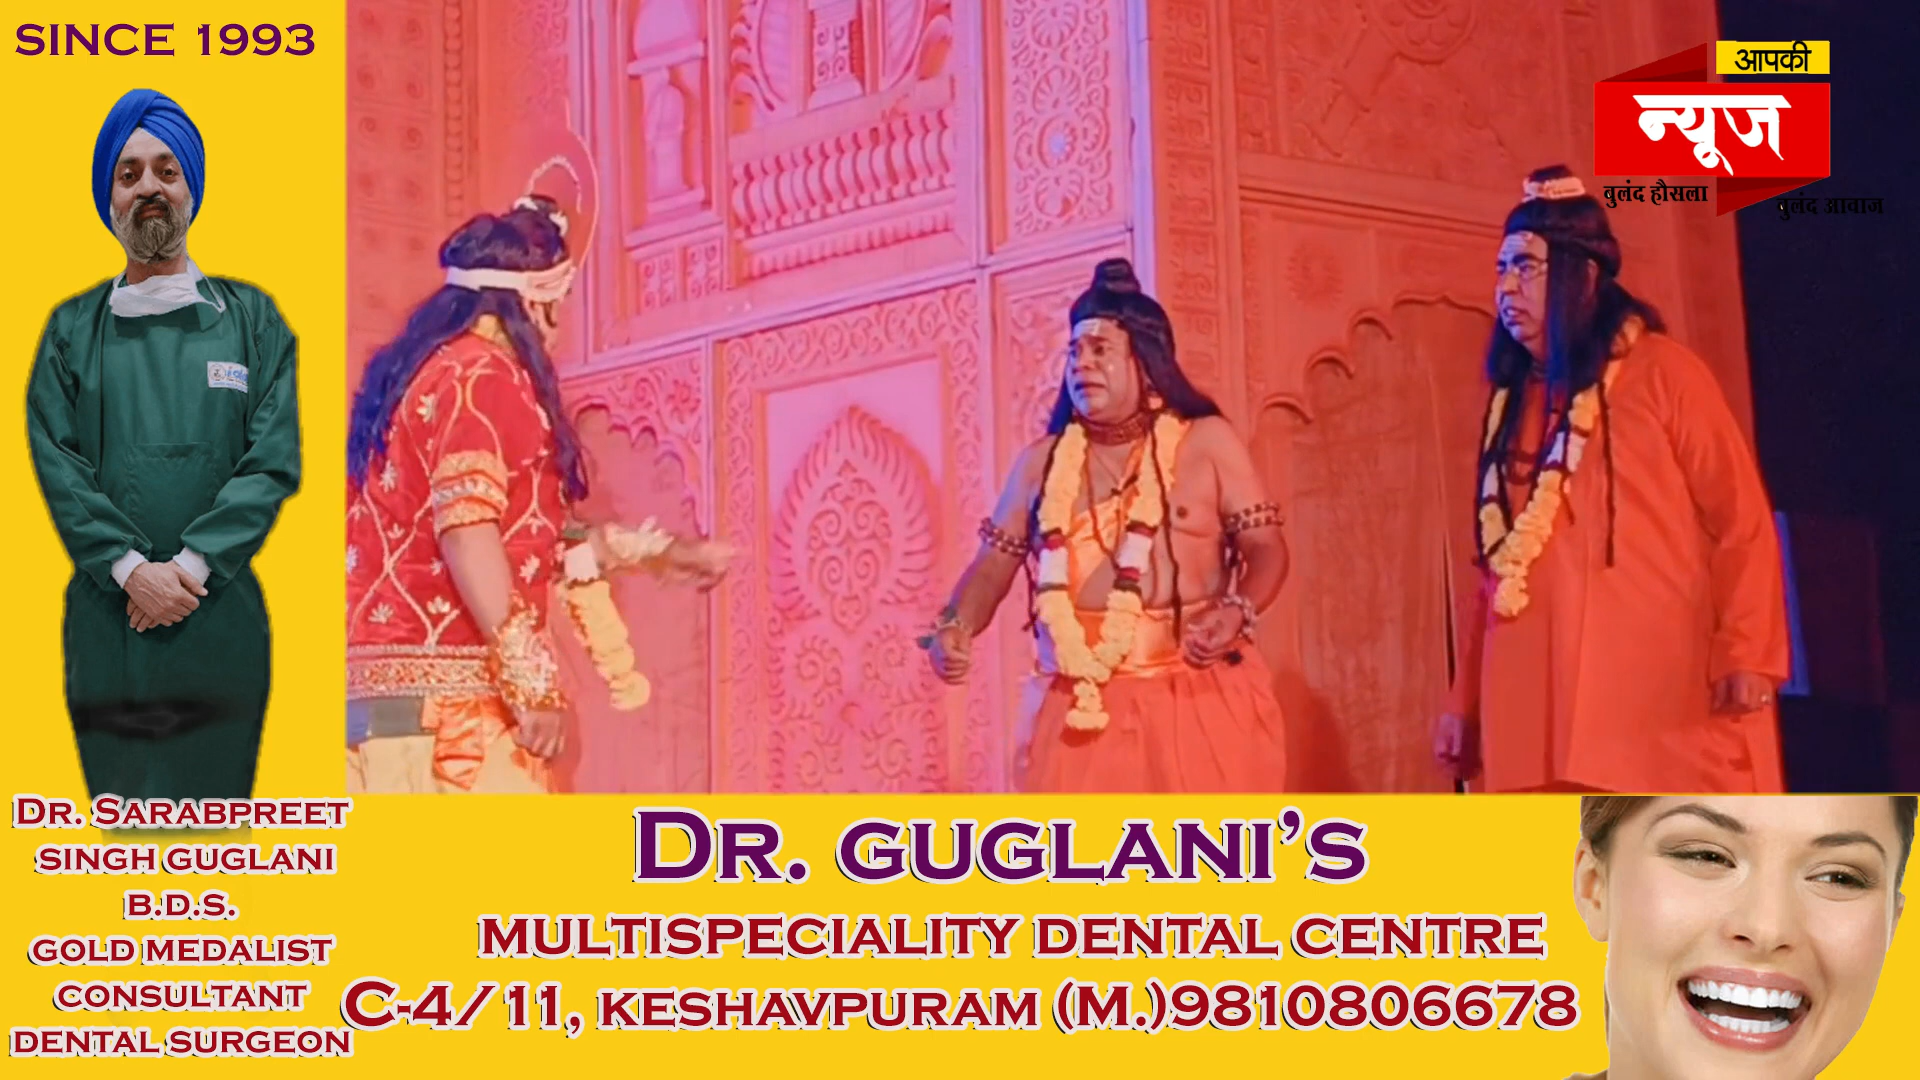 SINCE 1993
आपकी
न्यूज
बुलंद हौसला
बुलंद आवाज
DR. SARABPREET
SINGH GUGLANI
B.D.S.
GOLD MEDALIST
CONSULTANT
DENTAL SURGEON
DR. GUGLANI'S
MULTISPECIALITY DENTAL CENTRE
C-4/11, KESHAVPURAM (M.)9810806678